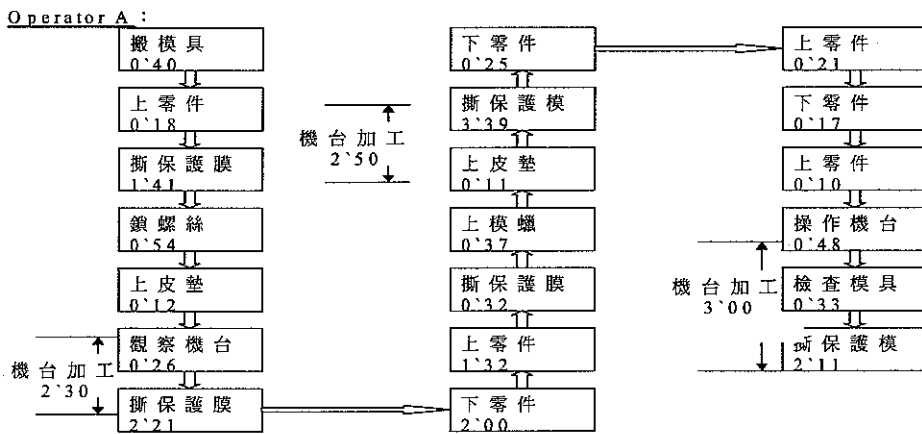 Operator A：
搬模具
0`40
上零件
0`18
撕保護膜
1`41
鎖螺絲
0`54
上皮墊
0`12
觀察機台
0`26
撕保護膜
2`21
機台加工
2`30
下零件
2`00
上零件
1`32
撕保護膜
0`32
上模蠟
0`37
上皮墊
0`11
撕保護模
3`39
下零件
0`25
機台加工
2`50
上零件
0`21
下零件
0`17
上零件
0`10
操作機台
0`48
檢查模具
0`33
撕保護模
2`11
機台加工
3`00